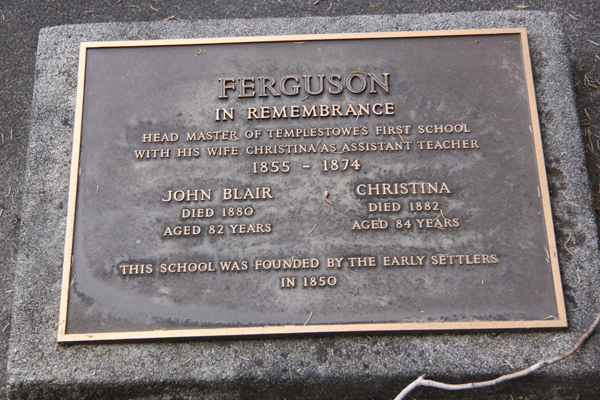 FERGUSON
IN REMEMBRANCE
HEAD MASTER OF TEMPLESTOWE'S FIRST SCHOOL
WITH HIS WIFE CHRISTINA AS ASSISTANT TEACHER
1855 - 1874
JOHN BLAIR
DIED 1880
AGED 82 YEARS
CHRISTINA
DIED 1882
AGED 84 YEARS
THIS SCHOOL WAS FOUNDED BY THE EARLY SETTLERS
IN 1850